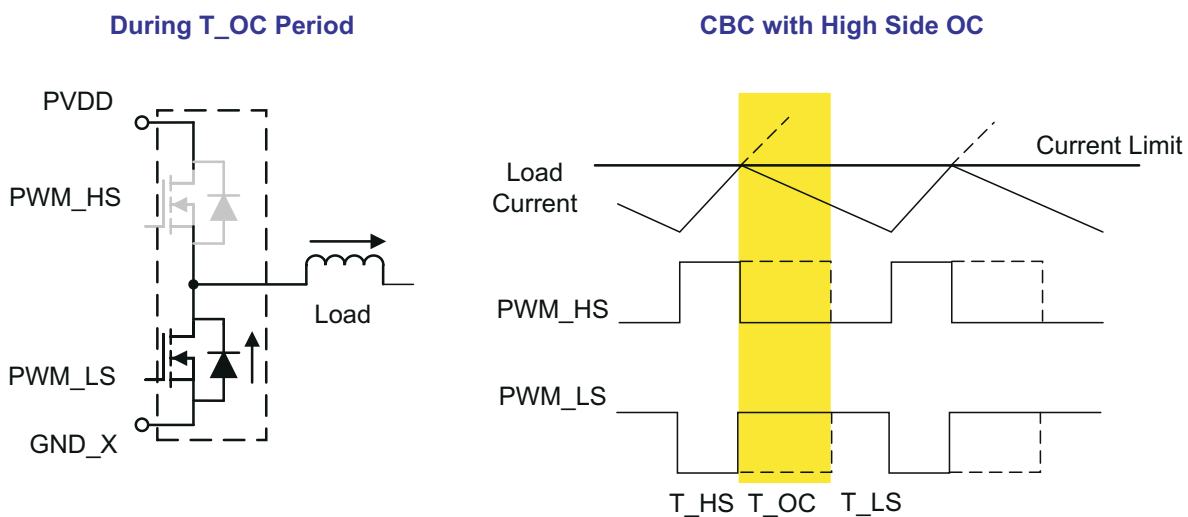 During T_OC Period
PVDD
PWM_HS
Load
PWM_LS
GND_X
CBC with High Side OC
Current Limit
Load
Current
PWM_HS
PWM_LS
T_HS T_OC T_LS